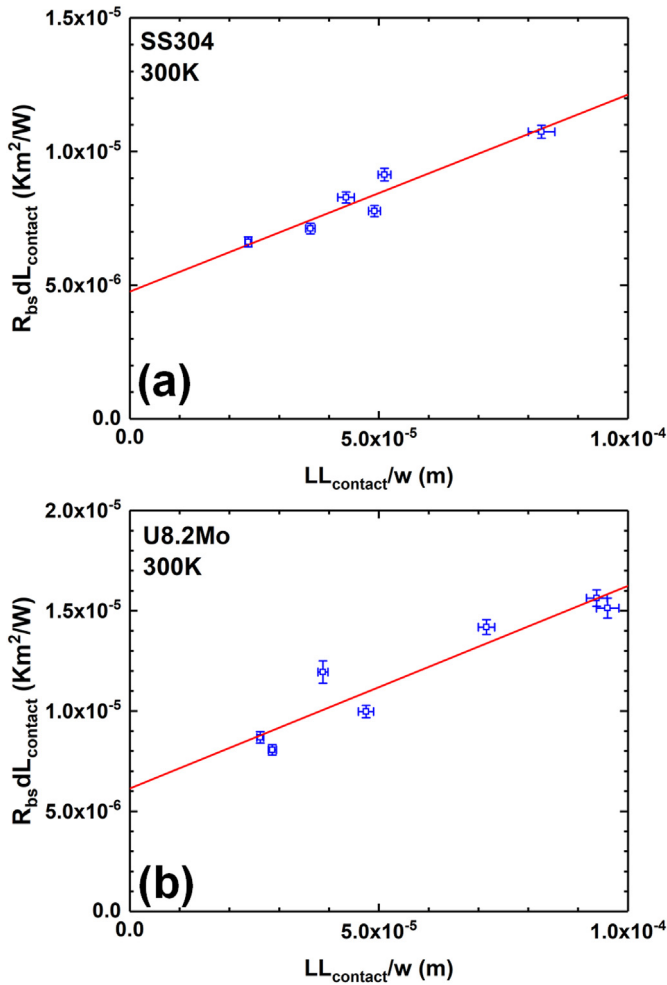 1.5x10⁻⁵
SS304
300K
1.0x10⁻⁵
5.0x10⁻⁶
0.0
R_bs dL_contact (Km²/W)
(a)
0.0
5.0x10⁻⁵
1.0x10⁻⁴
LL_contact/w (m)
2.0x10⁻⁵
U8.2Mo
300K
1.5x10⁻⁵
1.0x10⁻⁵
5.0x10⁻⁶
0.0
R_bs dL_contact (Km²/W)
(b)
0.0
5.0x10⁻⁵
1.0x10⁻⁴
LL_contact/w (m)